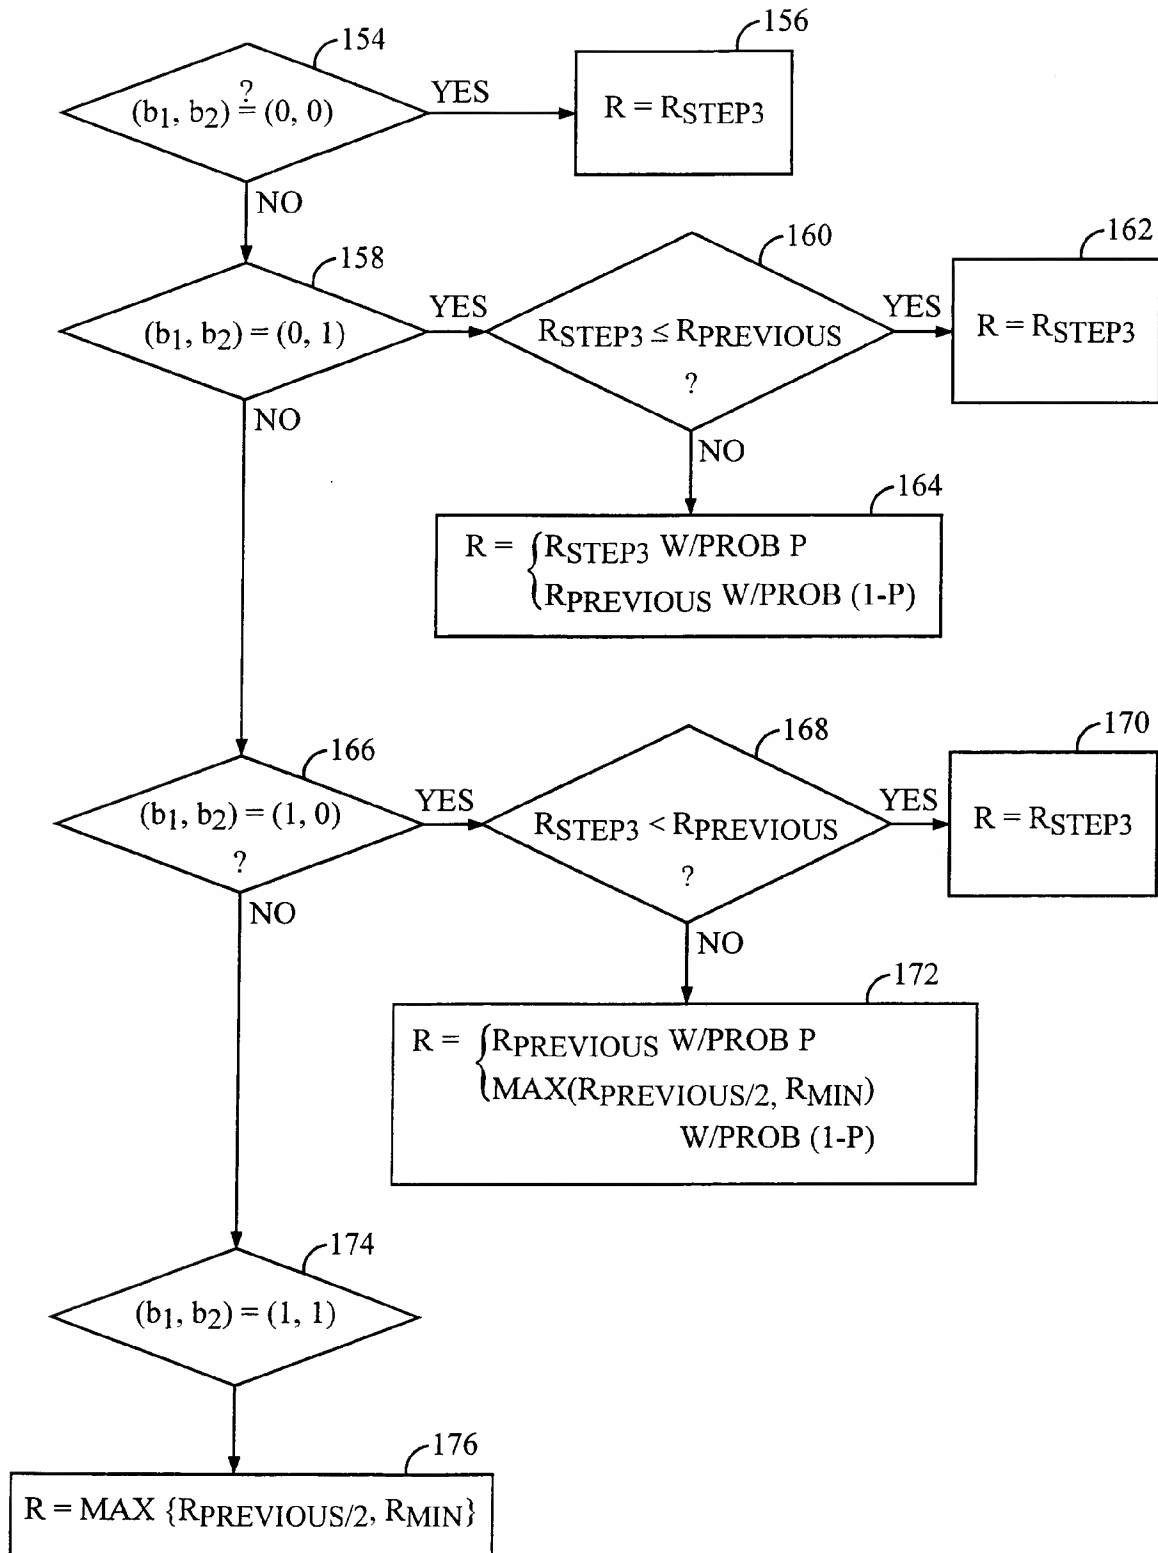 154
?
(b1, b2) = (0, 0)
YES
156
R = RSTEP3
NO
158
(b1, b2) = (0, 1)
YES
160
RSTEP3 ≤ RPREVIOUS
?
YES
162
R = RSTEP3
NO
NO
164
R = { RSTEP3 W/PROB P
RPREVIOUS W/PROB (1-P)
166
(b1, b2) = (1, 0)
?
YES
168
RSTEP3 < RPREVIOUS
?
YES
170
R = RSTEP3
NO
NO
172
R = { RPREVIOUS W/PROB P
MAX(RPREVIOUS/2, RMIN)
W/PROB (1-P)
174
(b1, b2) = (1, 1)
176
R = MAX {RPREVIOUS/2, RMIN}